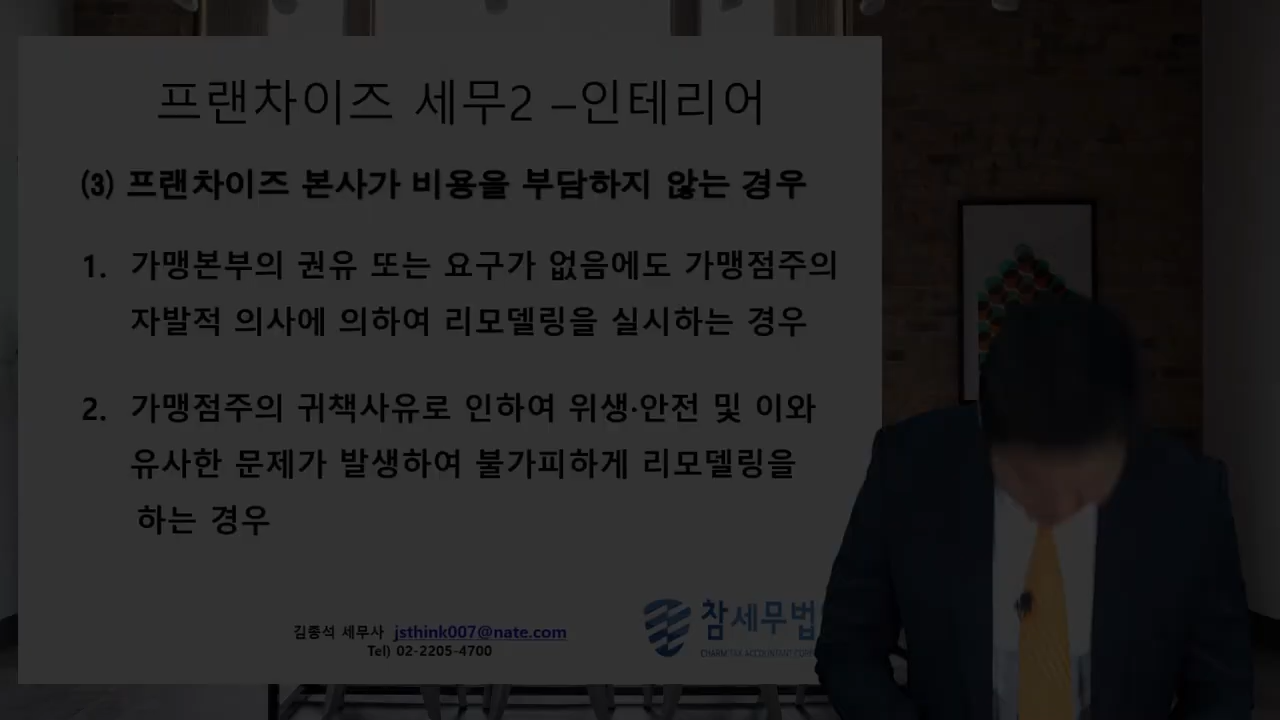 프랜차이즈 세무2 –인테리어
(3) 프랜차이즈 본사가 비용을 부담하지 않는 경우
1. 가맹본부의 권유 또는 요구가 없음에도 가맹점주의
자발적 의사에 의하여 리모델링을 실시하는 경우
2. 가맹점주의 귀책사유로 인하여 위생·안전 및 이와
유사한 문제가 발생하여 불가피하게 리모델링을
하는 경우
김종석 세무사 jsthink007@nate.com
Tel) 02-2205-4700
참세무법
CHARM TAX ACCOUNTANT